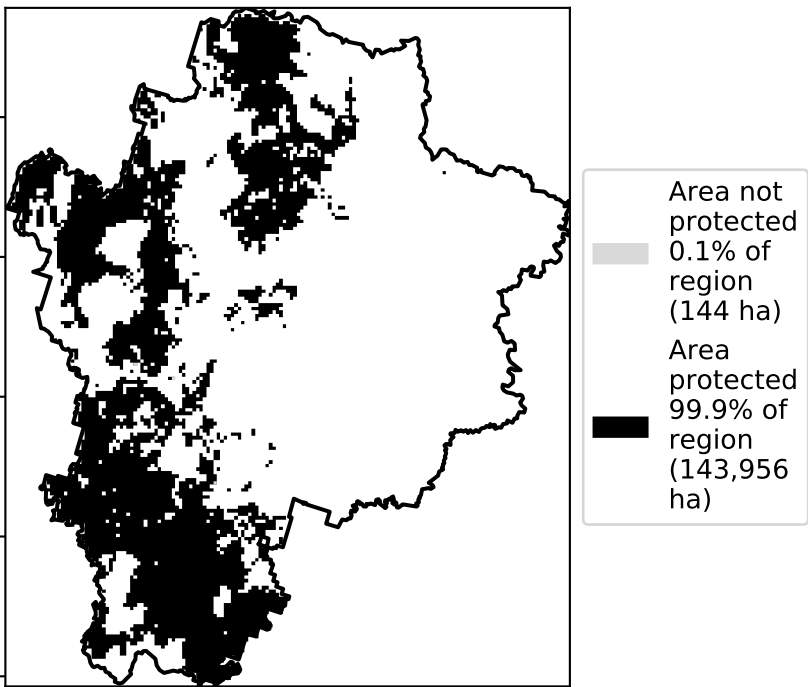 Area not
protected
0.1% of
region
(144 ha)
Area
protected
99.9% of
region
(143,956
ha)